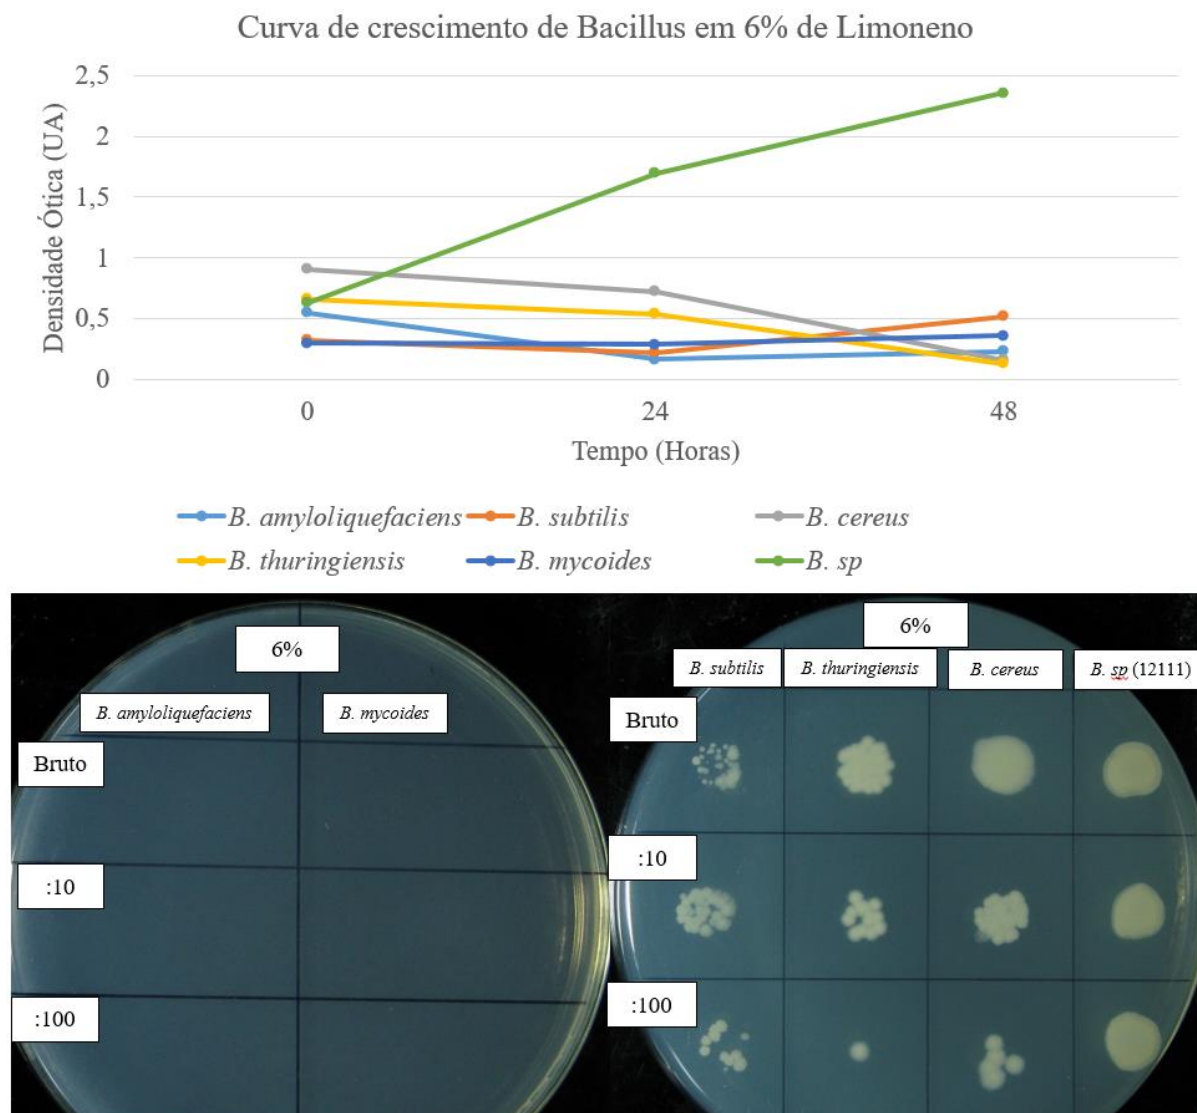 Curva de crescimento de Bacillus em 6% de Limoneno
Densidade Ótica (UA)
2,5
2
1,5
1
0,5
0
0 24 48
Tempo (Horas)
B. amyloliquefaciens B. subtilis B. cereus
B. thuringiensis B. mycoides B. sp
6%
B. amyloliquefaciens B. mycoides
Bruto
:10
:100
6%
B. subtilis B. thuringiensis B. cereus B. sp (12111)
Bruto
:10
:100